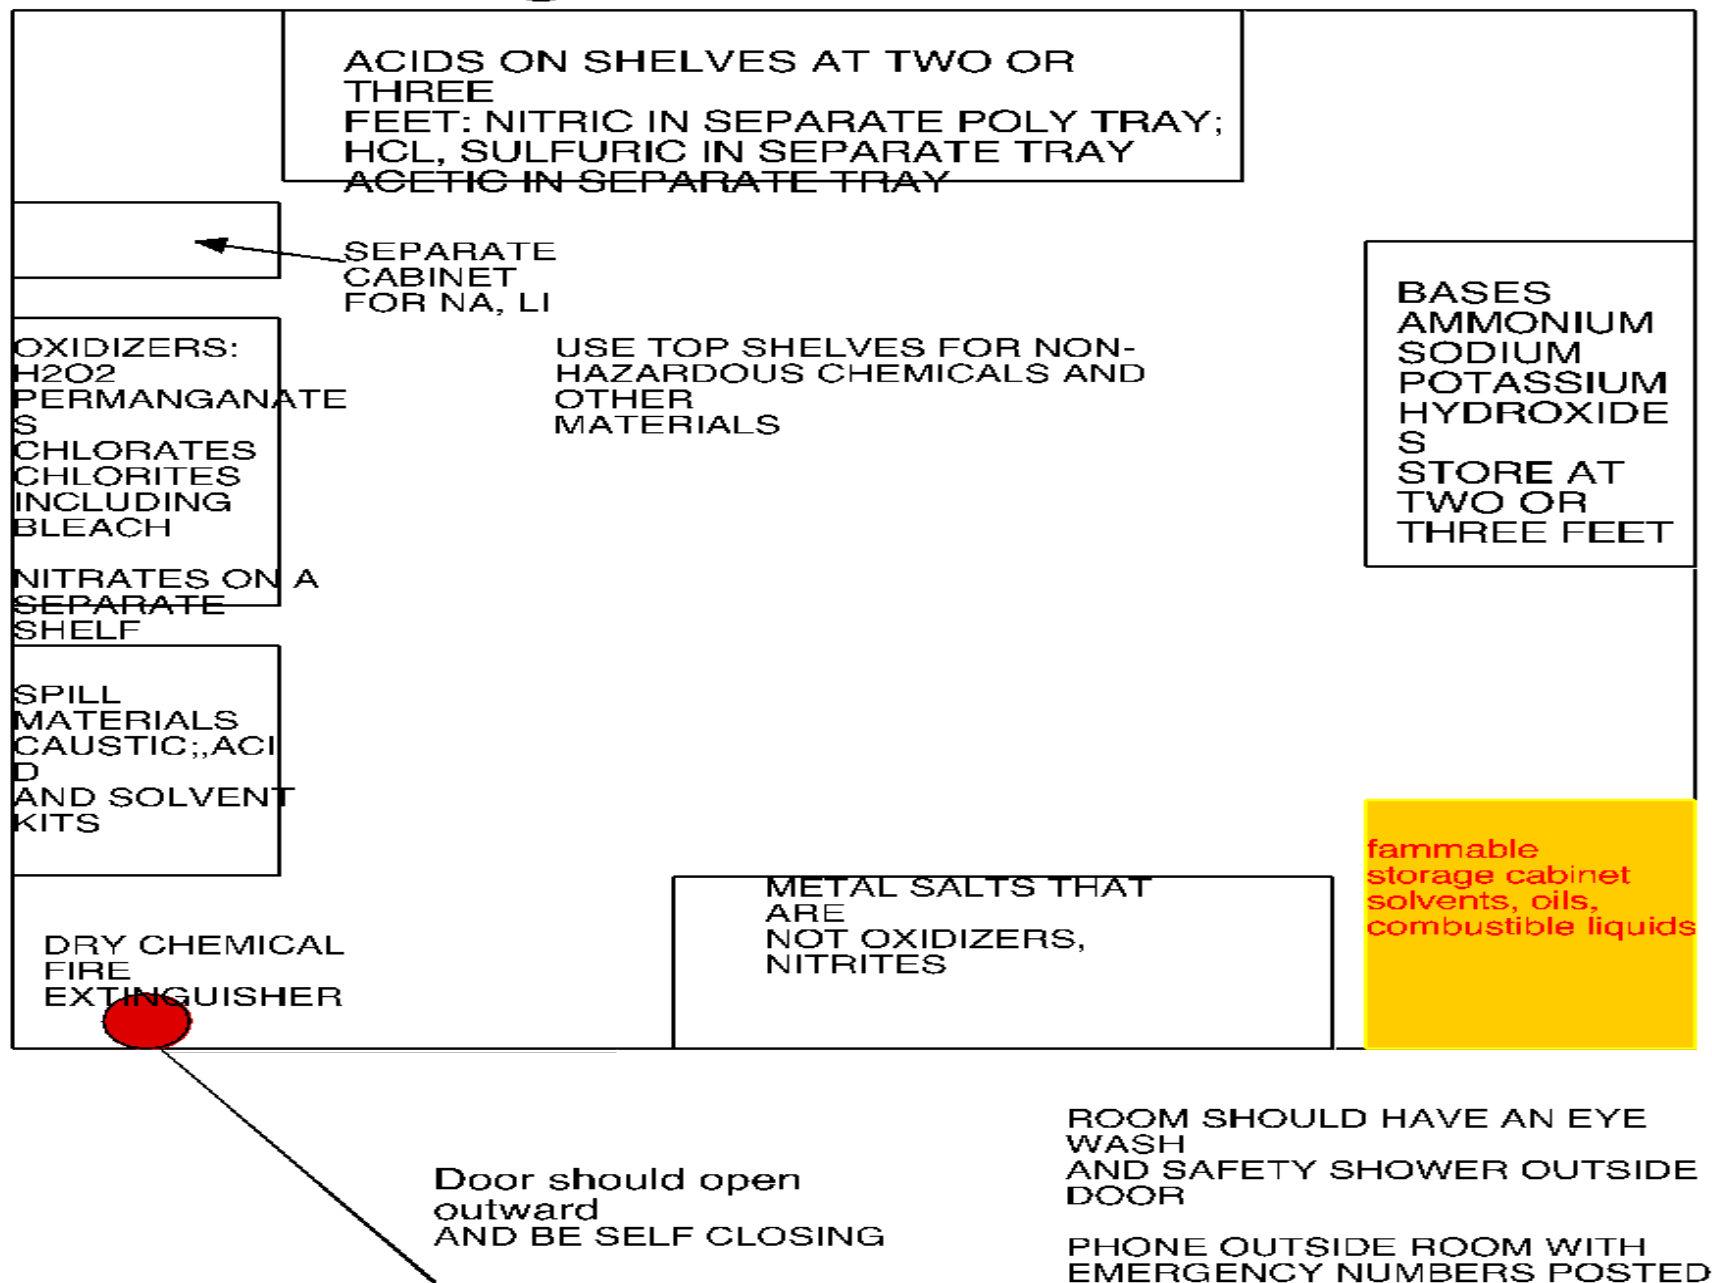 ACIDS ON SHELVES AT TWO OR
THREE
FEET: NITRIC IN SEPARATE POLY TRAY;
HCL, SULFURIC IN SEPARATE TRAY
ACETIC IN SEPARATE TRAY
SEPARATE
CABINET
FOR NA, LI
OXIDIZERS:
H2O2
PERMANGANATE
S
CHLORATES
CHLORITES
INCLUDING
BLEACH
NITRATES ON A
SEPARATE
SHELF
USE TOP SHELVES FOR NON-
HAZARDOUS CHEMICALS AND
OTHER
MATERIALS
BASES
AMMONIUM
SODIUM
POTASSIUM
HYDROXIDE
S
STORE AT
TWO OR
THREE FEET
SPILL
MATERIALS
CAUSTIC;,ACI
D
AND SOLVENT
KITS
fammable
storage cabinet
solvents, oils,
combustible liquids
METAL SALTS THAT
ARE
NOT OXIDIZERS,
NITRITES
DRY CHEMICAL
FIRE
EXTINGUISHER
Door should open
outward
AND BE SELF CLOSING
ROOM SHOULD HAVE AN EYE
WASH
AND SAFETY SHOWER OUTSIDE
DOOR
PHONE OUTSIDE ROOM WITH
EMERGENCY NUMBERS POSTED